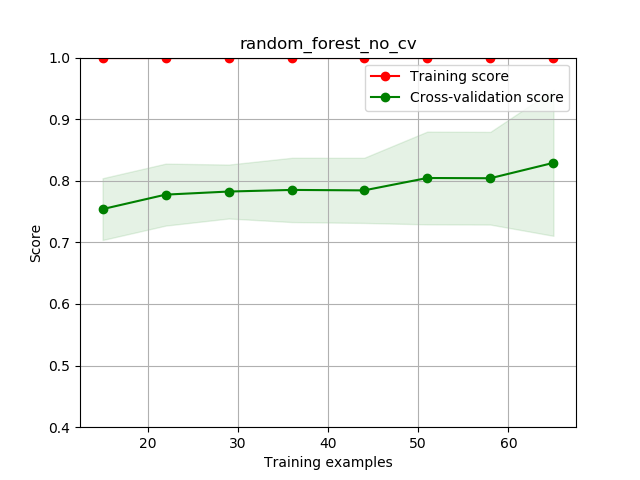 random_forest_no_cv
1.0
Training score
Cross-validation score
0.9
0.8
0.7
0.6
0.5
0.4
Score
20 30 40 50 60
Training examples